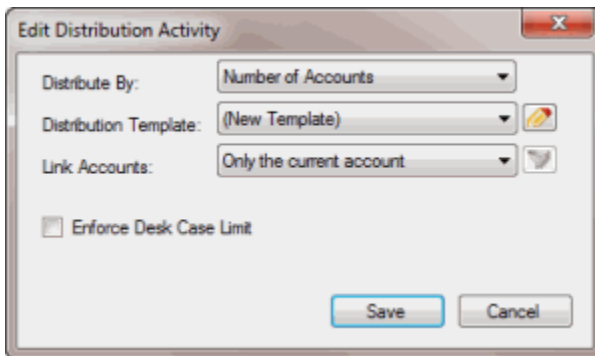 Edit Distribution Activity
Distribute By: Number of Accounts
Distribution Template: (New Template)
Link Accounts: Only the current account
Enforce Desk Case Limit
Save Cancel